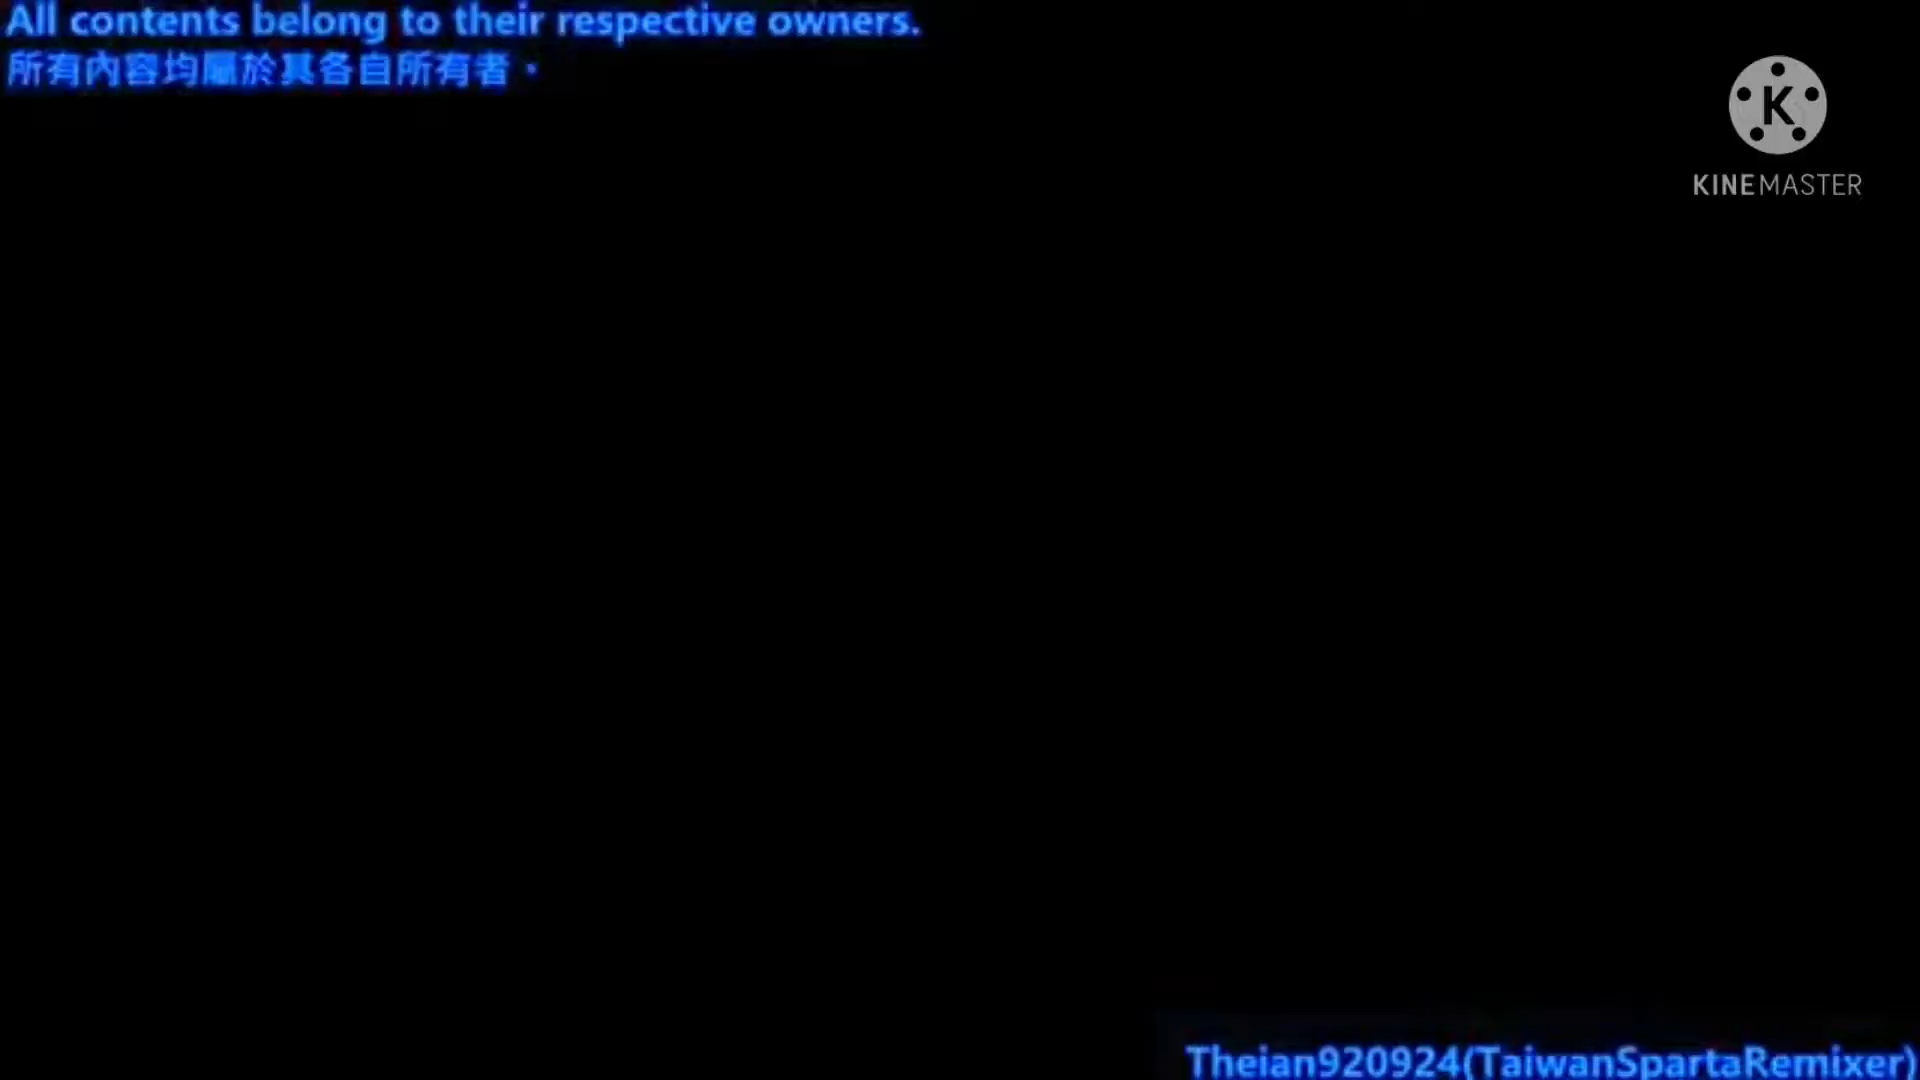 All contents belong to their respective owners.
所有內容均屬於其各自所有者。
K
KINEMASTER
Theian920924(TaiwanSpartaRemixer)